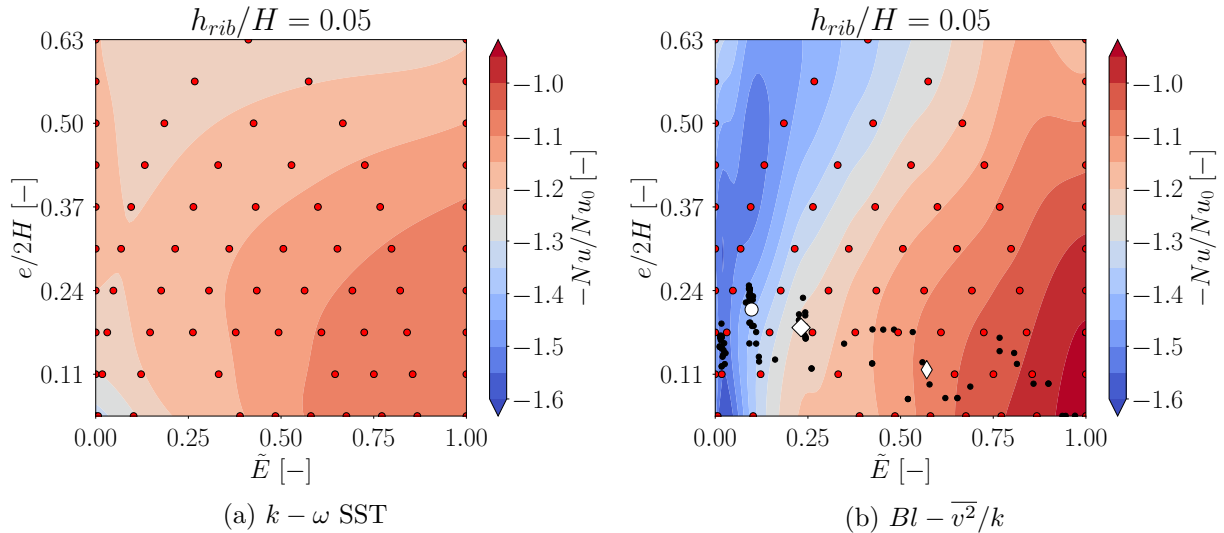 h_{rib}/H = 0.05
0.63
0.50
0.37
0.24
0.11
e/2H [−]
0.00 0.25 0.50 0.75 1.00
Ẽ [−]
−1.0
−1.1
−1.2
−1.3
−1.4
−1.5
−1.6
−Nu/Nu_0 [−]
(a) k − ω SST
h_{rib}/H = 0.05
0.63
0.50
0.37
0.24
0.11
e/2H [−]
0.00 0.25 0.50 0.75 1.00
Ẽ [−]
−1.0
−1.1
−1.2
−1.3
−1.4
−1.5
−1.6
−Nu/Nu_0 [−]
(b) Bl − \overline{v^2}/k